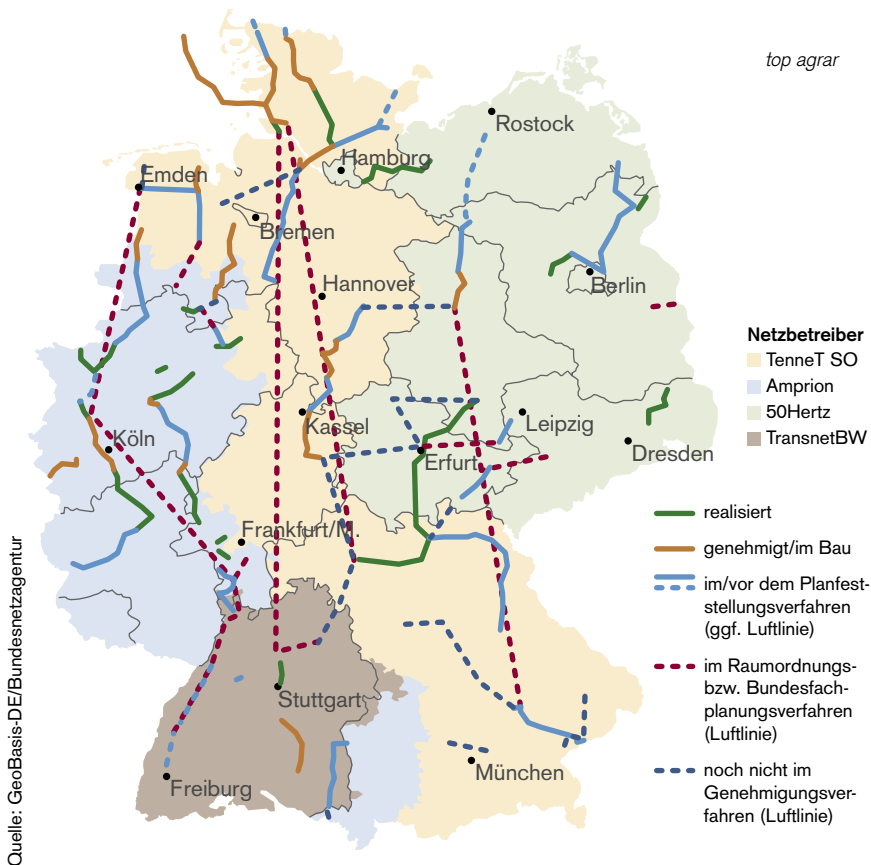 top agrar
Rostock
Hamburg
Emden
Bremen
Hannover
Berlin
Kassel
Leipzig
Köln
Erfurt
Dresden
Frankfurt/M.
Stuttgart
München
Freiburg
Netzbetreiber
TenneT SO
Amprion
50Hertz
TransnetBW
realisiert
genehmigt/im Bau
im/vor dem Planfest-
stellungsverfahren
(ggf. Luftlinie)
im Raumordnungs-
bzw. Bundesfach-
planungsverfahren
(Luftlinie)
noch nicht im
Genehmigungsver-
fahren (Luftlinie)
Quelle: GeoBasis-DE/Bundesnetzagentur